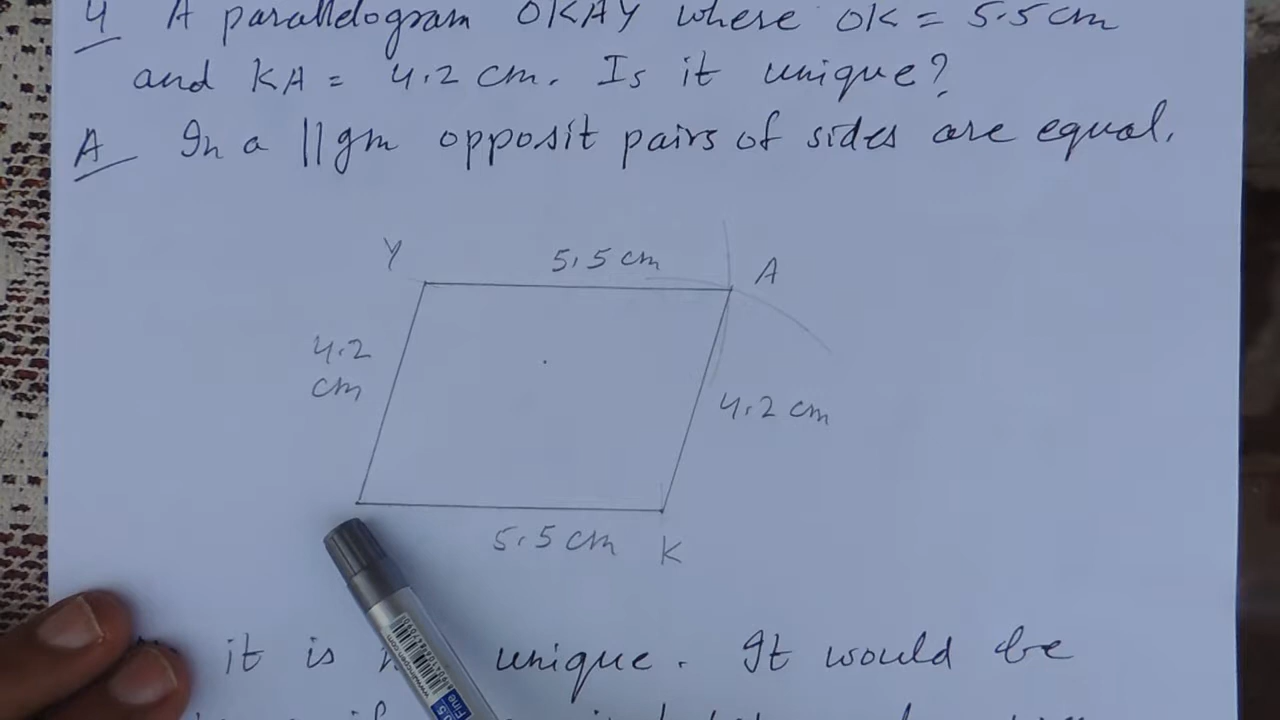 4 A parallelogram OKAY where OK = 5.5 cm
and KA = 4.2 cm. Is it unique?
A In a ||gm opposit pairs of sides are equal.
Y 5.5 cm A
4.2
cm
4.2 cm
5.5 cm K
it is unique. It would be
Fine